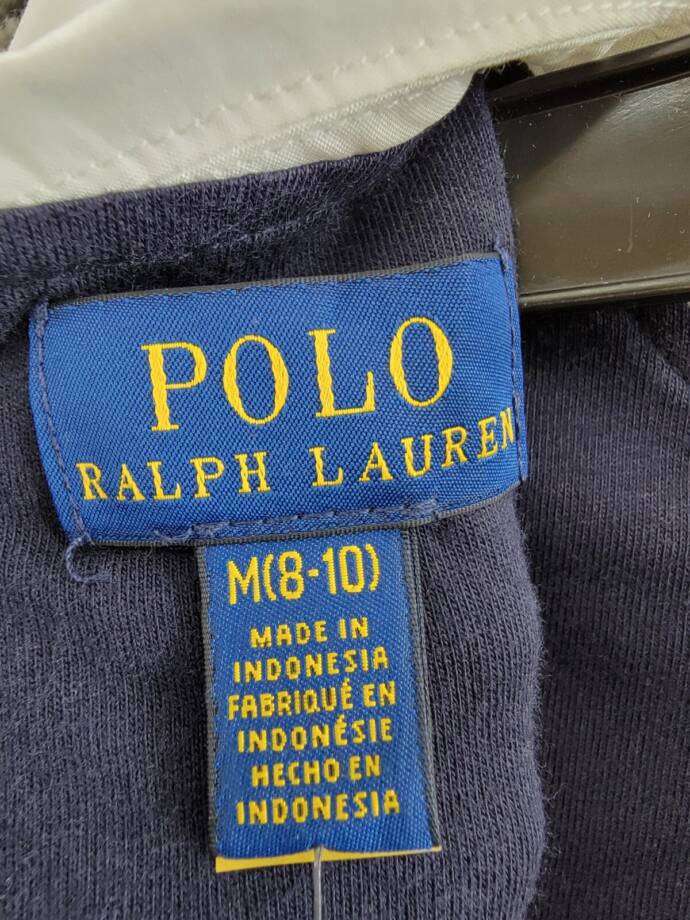 POLO
RALPH LAUREN
M(8-10)
MADE IN
INDONESIA
FABRIQUÉ EN
INDONÉSIE
HECHO EN
INDONESIA